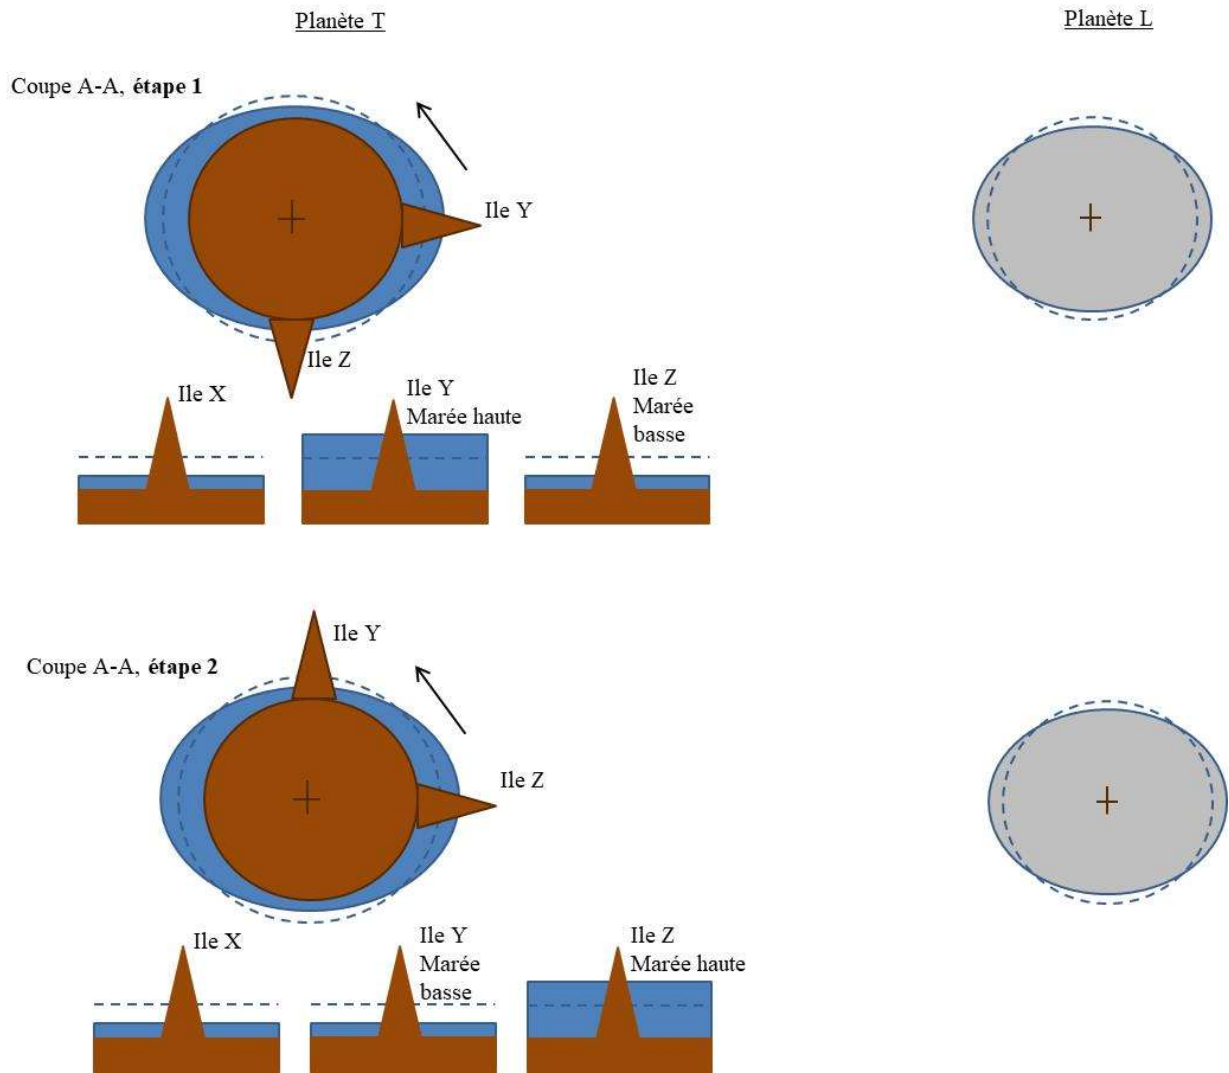 Planète T
Planète L
Coupe A-A, étape 1
Ile Y
Ile Z
Ile X
Ile Y
Marée haute
Ile Z
Marée
basse
Ile Y
Coupe A-A, étape 2
Ile Z
Ile X
Ile Y
Marée
basse
Ile Z
Marée haute